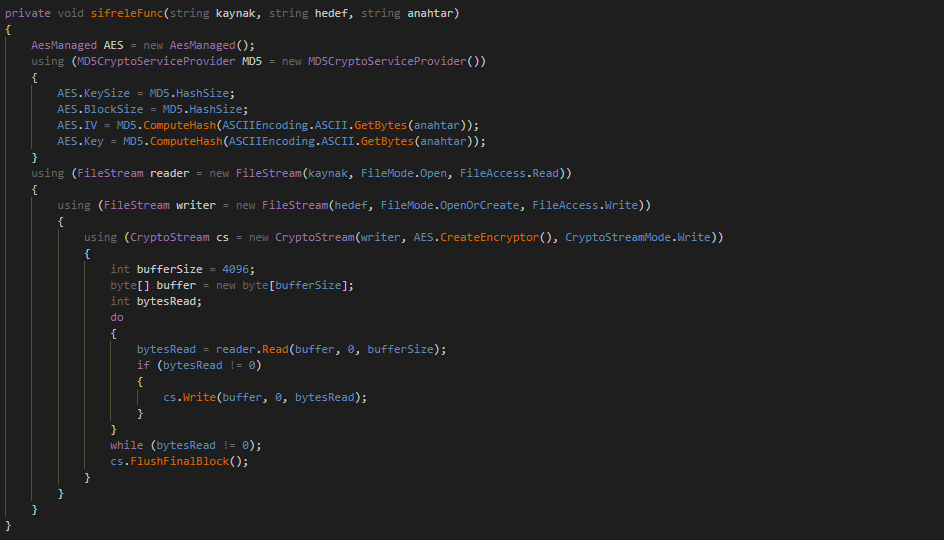 private void sifreleFunc(string kaynak, string hedef, string anahtar)
{
    AesManaged AES = new AesManaged();
    using (MD5CryptoServiceProvider MD5 = new MD5CryptoServiceProvider())
    {
        AES.KeySize = MD5.HashSize;
        AES.BlockSize = MD5.HashSize;
        AES.IV = MD5.ComputeHash(ASCIIEncoding.ASCII.GetBytes(anahtar));
        AES.Key = MD5.ComputeHash(ASCIIEncoding.ASCII.GetBytes(anahtar));
    }
    using (FileStream reader = new FileStream(kaynak, FileMode.Open, FileAccess.Read))
    {
        using (FileStream writer = new FileStream(hedef, FileMode.OpenOrCreate, FileAccess.Write))
        {
            using (CryptoStream cs = new CryptoStream(writer, AES.CreateEncryptor(), CryptoStreamMode.Write))
            {
                int bufferSize = 4096;
                byte[] buffer = new byte[bufferSize];
                int bytesRead;
                do
                {
                    bytesRead = reader.Read(buffer, 0, bufferSize);
                    if (bytesRead != 0)
                    {
                        cs.Write(buffer, 0, bytesRead);
                    }
                }
                while (bytesRead != 0);
                cs.FlushFinalBlock();
            }
        }
    }
}